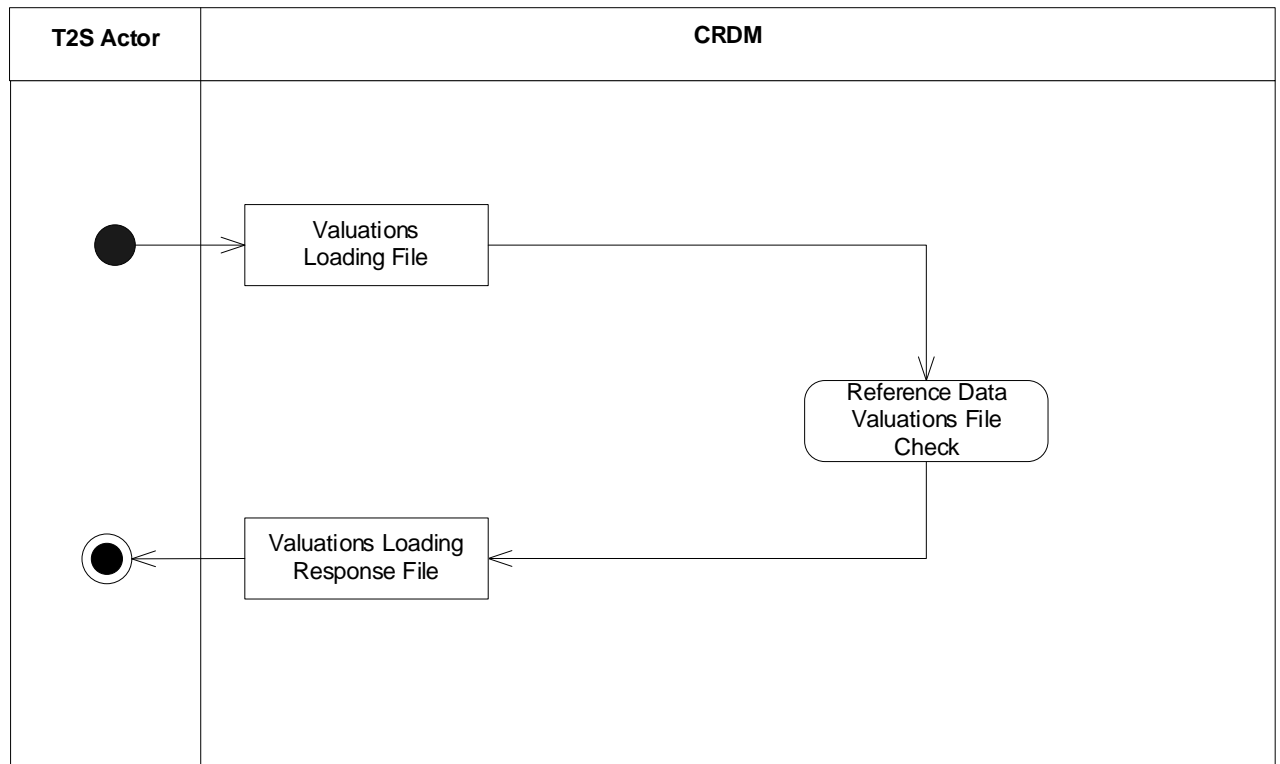 T2S Actor
CRDM
Valuations
Loading File
Reference Data
Valuations File
Check
Valuations Loading
Response File